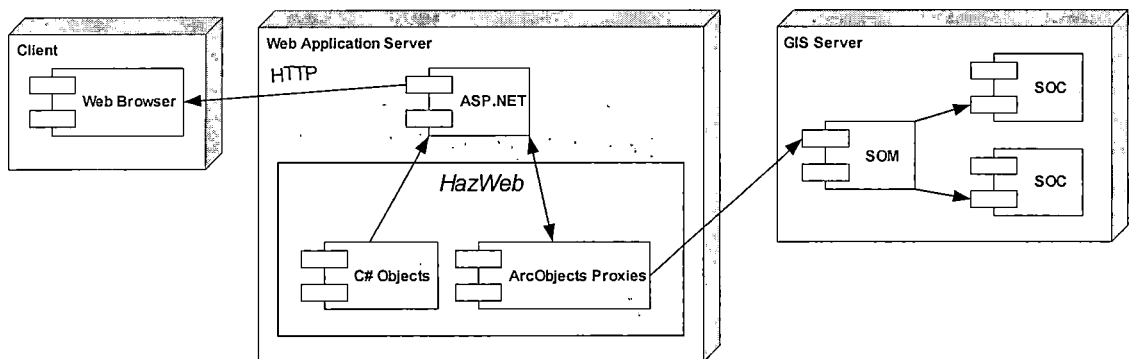 Client
Web Browser
Web Application Server
HTTP
ASP.NET
HazWeb
C# Objects
ArcObjects Proxies
GIS Server
SOM
SOC
SOC